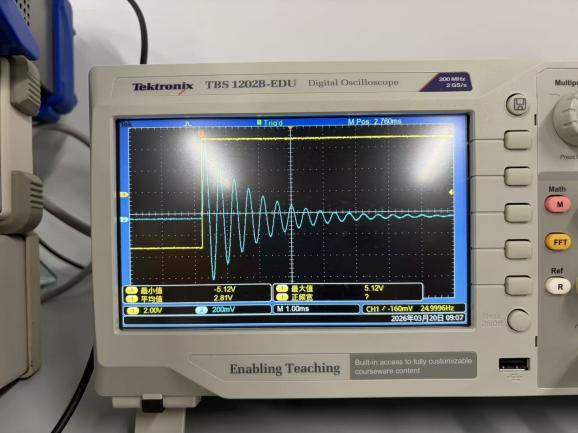 Tektronix TBS 1202B-EDU Digital Oscilloscope 200 MHz
2 GS/s
Tek Trig'd M Pos: 2.760ms
1 最小值 -5.12V 1 最大值 5.12V
1 平均值 2.81V 1 正频宽 ?
1 2.00V 2 200mV M 1.00ms CH1 -160mV 24.9996Hz
2026年03月20日 09:07
Enabling Teaching
Built-in access to fully customizable
courseware content
Math
M
FFT
Ref
R